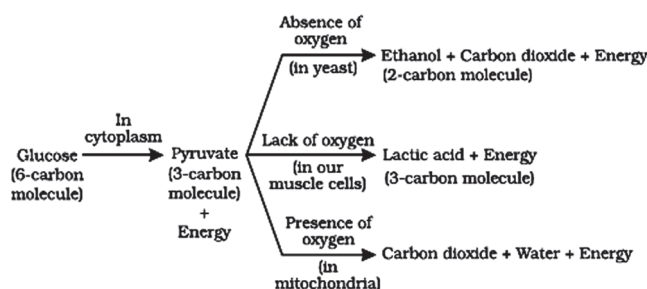 Absence of
oxygen
(in yeast)
Ethanol + Carbon dioxide + Energy
(2-carbon molecule)
In
cytoplasm
Glucose
(6-carbon
molecule)
Pyruvate
(3-carbon
molecule)
+
Energy
Lack of oxygen
(in our
muscle cells)
Lactic acid + Energy
(3-carbon molecule)
Presence of
oxygen
(in
mitochondria)
Carbon dioxide + Water + Energy